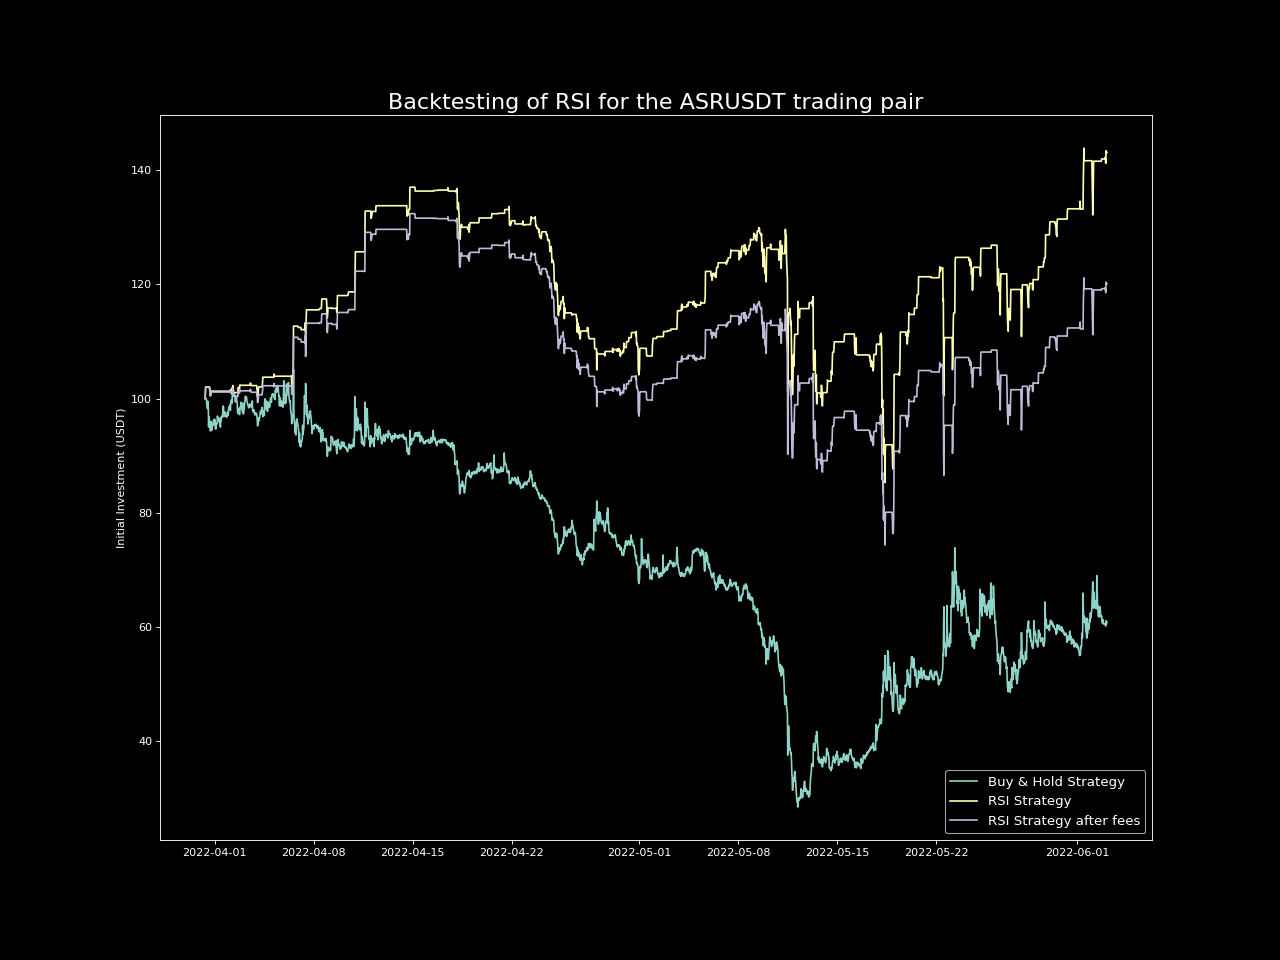 Backtesting of RSI for the ASRUSDT trading pair
Initial Investment (USDT)
140
120
100
80
60
40
2022-04-01 2022-04-08 2022-04-15 2022-04-22 2022-05-01 2022-05-08 2022-05-15 2022-05-22 2022-06-01
Buy & Hold Strategy
RSI Strategy
RSI Strategy after fees